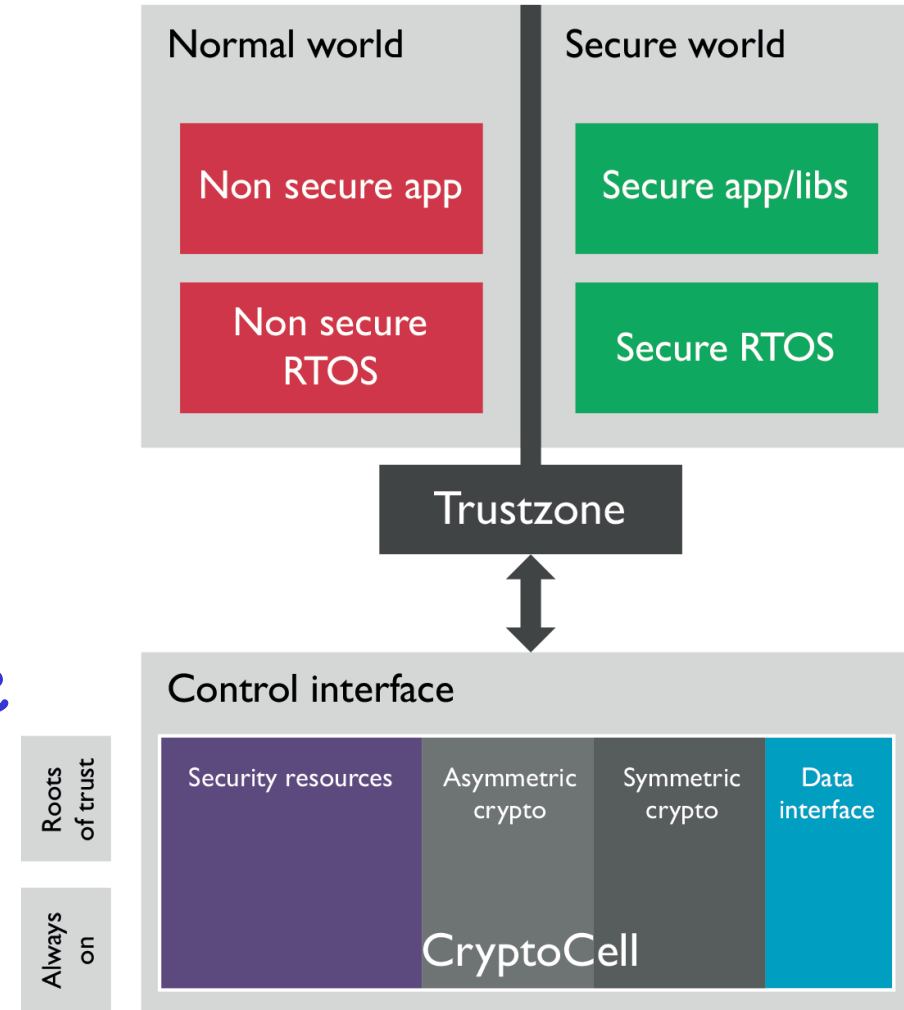 Normal world
Secure world
Non secure app
Secure app/libs
Non secure
RTOS
Secure RTOS
Trustzone
Control interface
Roots
of trust
Security resources
Asymmetric
crypto
Symmetric
crypto
Data
interface
Always
on
CryptoCell